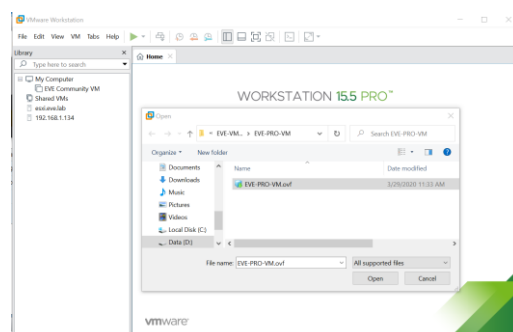 VMware Workstation
File Edit View VM Tabs Help
Library
Type here to search
My Computer
EVE Community VM
Shared VMs
esxi.eve.lab
192.168.1.134
Home
WORKSTATION 15.5 PRO™
Open
EVE-VM.. > EVE-PRO-VM
Search EVE-PRO-VM
Organize
New folder
Documents
Downloads
Music
Pictures
Videos
Local Disk (C:)
Data (D:)
Name
Date modified
EVE-PRO-VM.ovf
3/29/2020 11:33 AM
File name: EVE-PRO-VM.ovf
All supported files
Open
Cancel
vmware